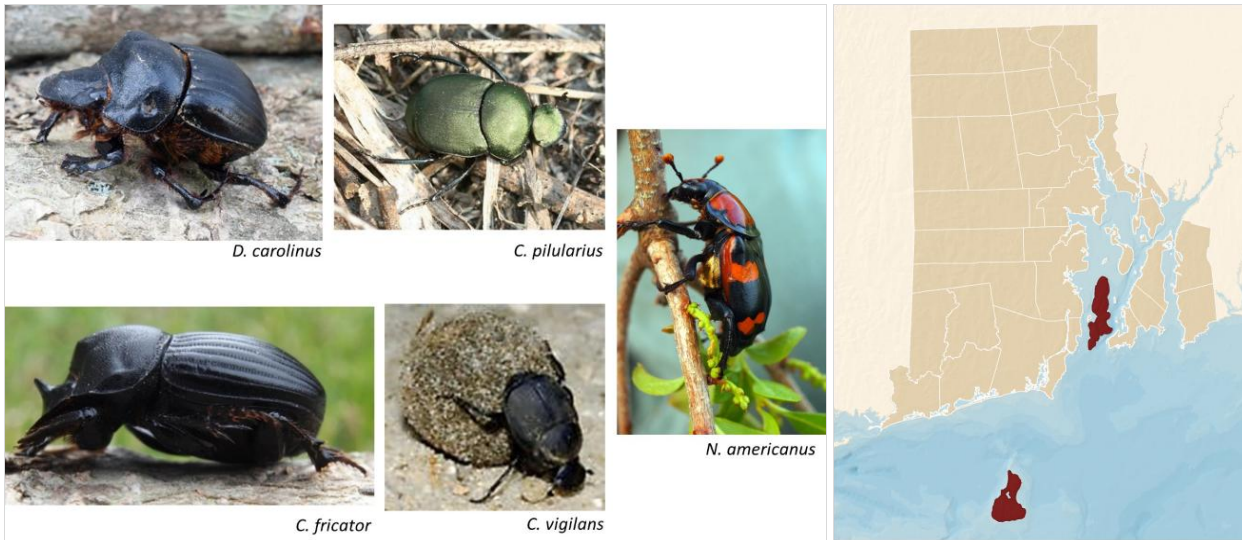 D. carolinus
C. pilularius
N. americanus
C. fricator
C. vigilans